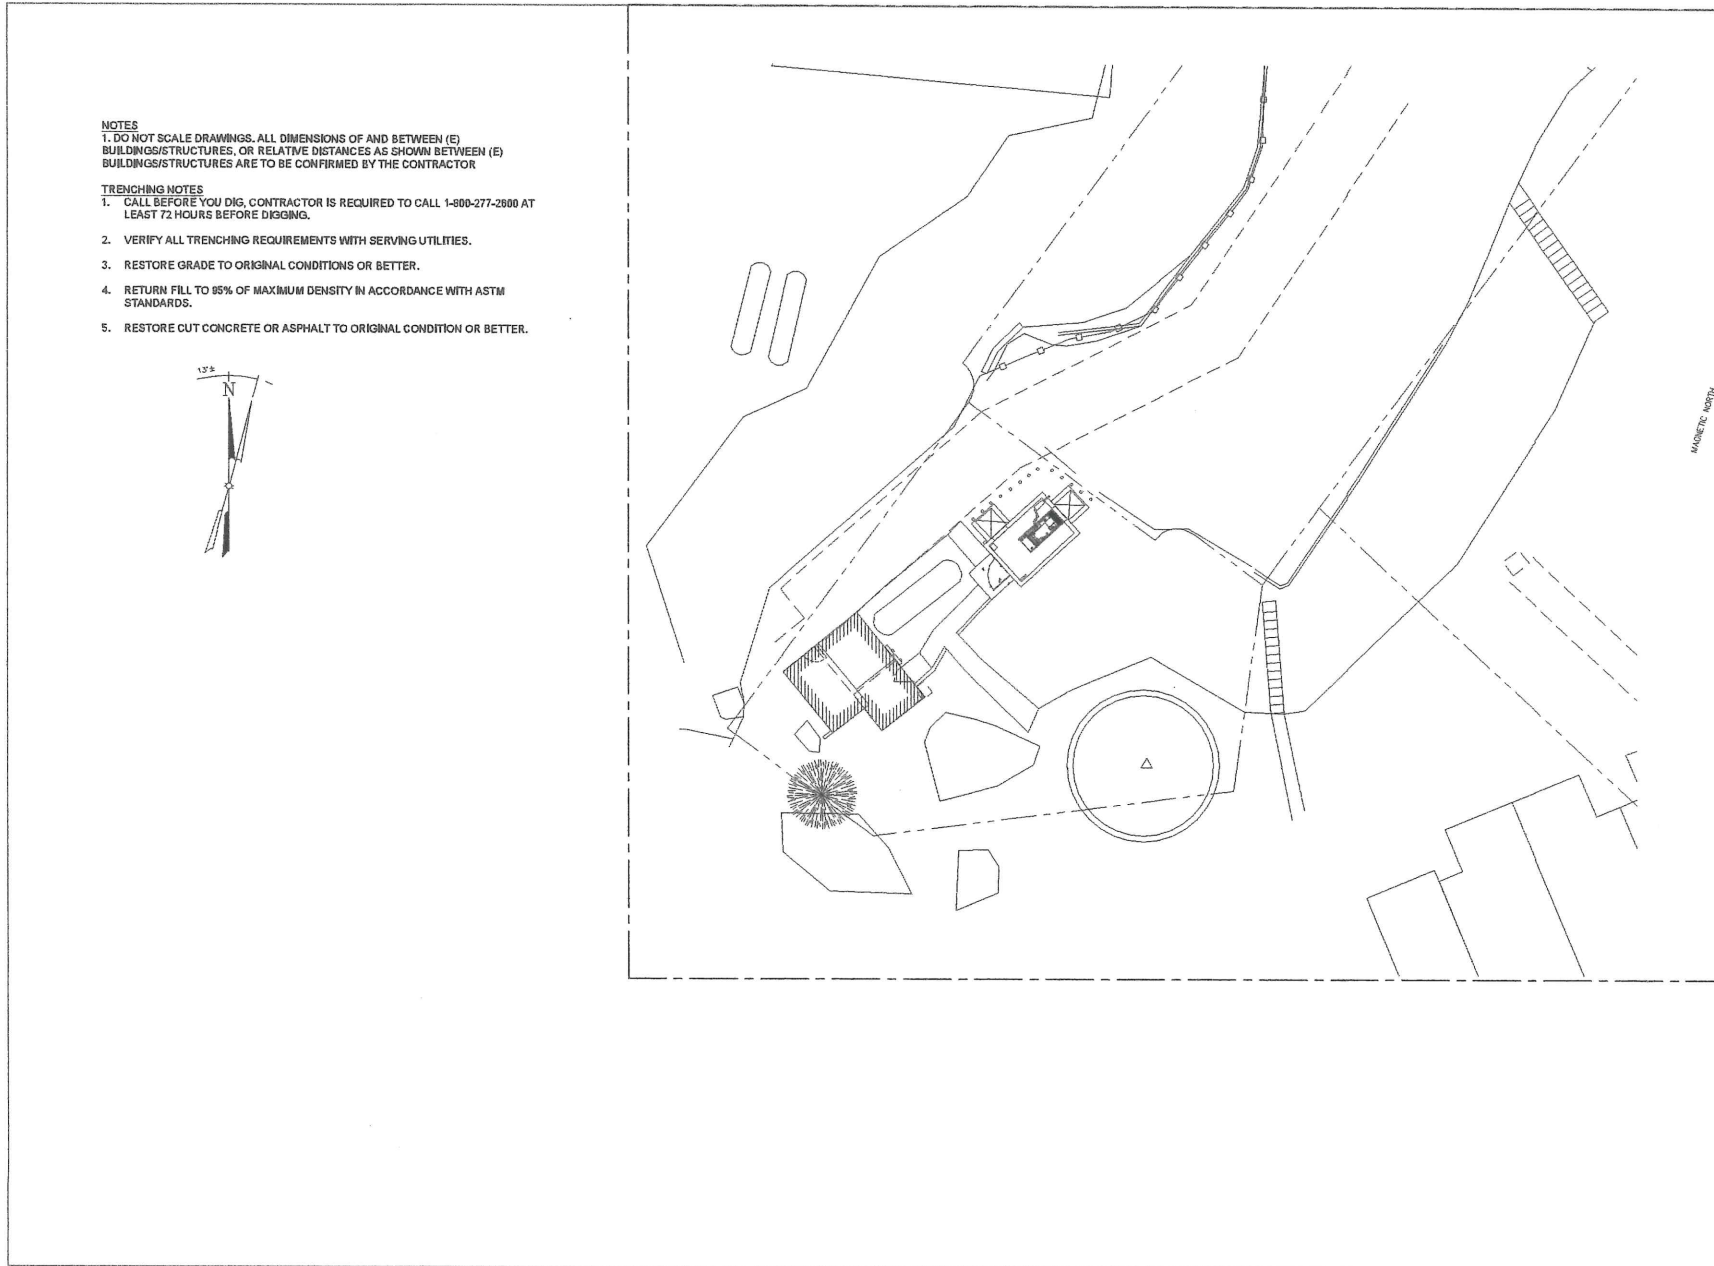 NOTES
1. DO NOT SCALE DRAWINGS. ALL DIMENSIONS OF AND BETWEEN (E)
BUILDINGS/STRUCTURES, OR RELATIVE DISTANCES AS SHOWN BETWEEN (E)
BUILDINGS/STRUCTURES ARE TO BE CONFIRMED BY THE CONTRACTOR
TRENCHING NOTES
1. CALL BEFORE YOU DIG, CONTRACTOR IS REQUIRED TO CALL 1-800-277-2600 AT
LEAST 72 HOURS BEFORE DIGGING.
2. VERIFY ALL TRENCHING REQUIREMENTS WITH SERVING UTILITIES.
3. RESTORE GRADE TO ORIGINAL CONDITIONS OR BETTER.
4. RETURN FILL TO 95% OF MAXIMUM DENSITY IN ACCORDANCE WITH ASTM
STANDARDS.
5. RESTORE CUT CONCRETE OR ASPHALT TO ORIGINAL CONDITION OR BETTER.
13°±
N
MAGNETIC NORTH